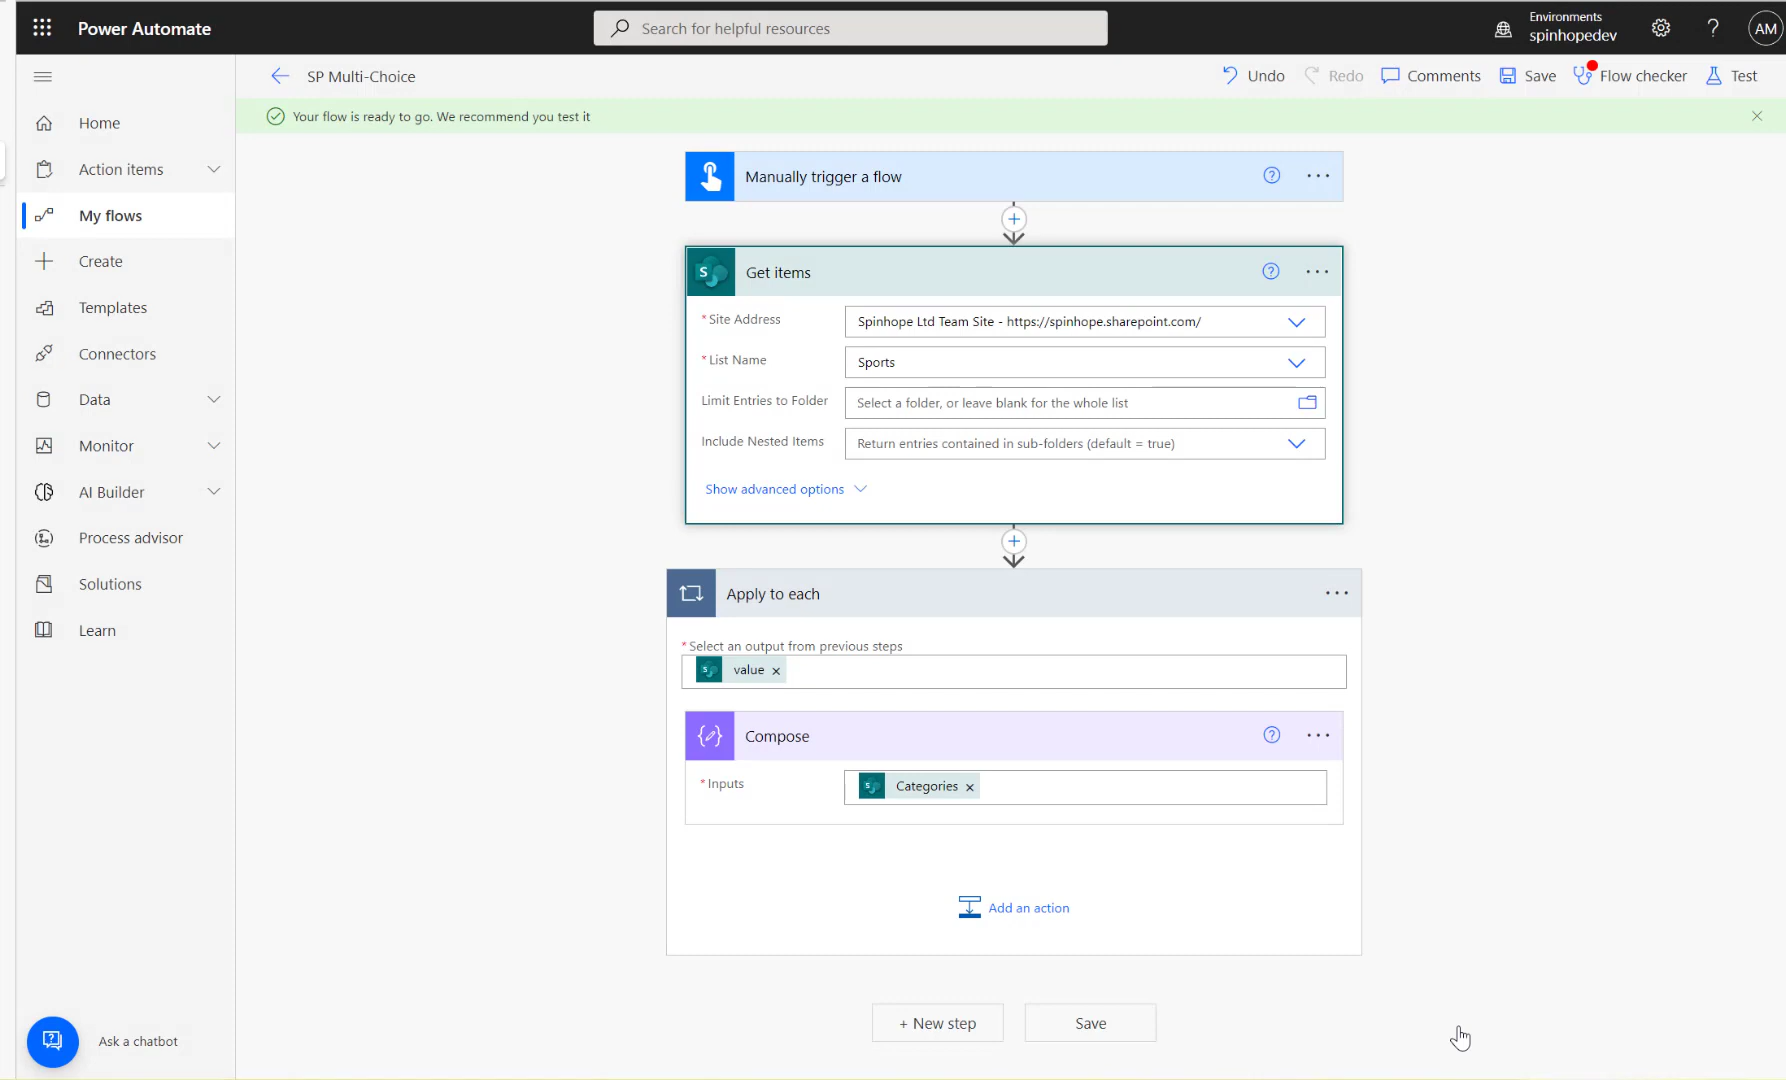 Power Automate
Search for helpful resources
Environments
spinhopedev
?
AM
SP Multi-Choice
Undo
Redo
Comments
Save
Flow checker
Test
Your flow is ready to go. We recommend you test it
Home
Action items
My flows
Create
Templates
Connectors
Data
Monitor
AI Builder
Process advisor
Solutions
Learn
Ask a chatbot
Manually trigger a flow
?
...
S
Get items
?
...
* Site Address
Spinhope Ltd Team Site - https://spinhope.sharepoint.com/
* List Name
Sports
Limit Entries to Folder
Select a folder, or leave blank for the whole list
Include Nested Items
Return entries contained in sub-folders (default = true)
Show advanced options
Apply to each
...
* Select an output from previous steps
S
value ×
Compose
?
...
* Inputs
S
Categories ×
Add an action
+ New step
Save